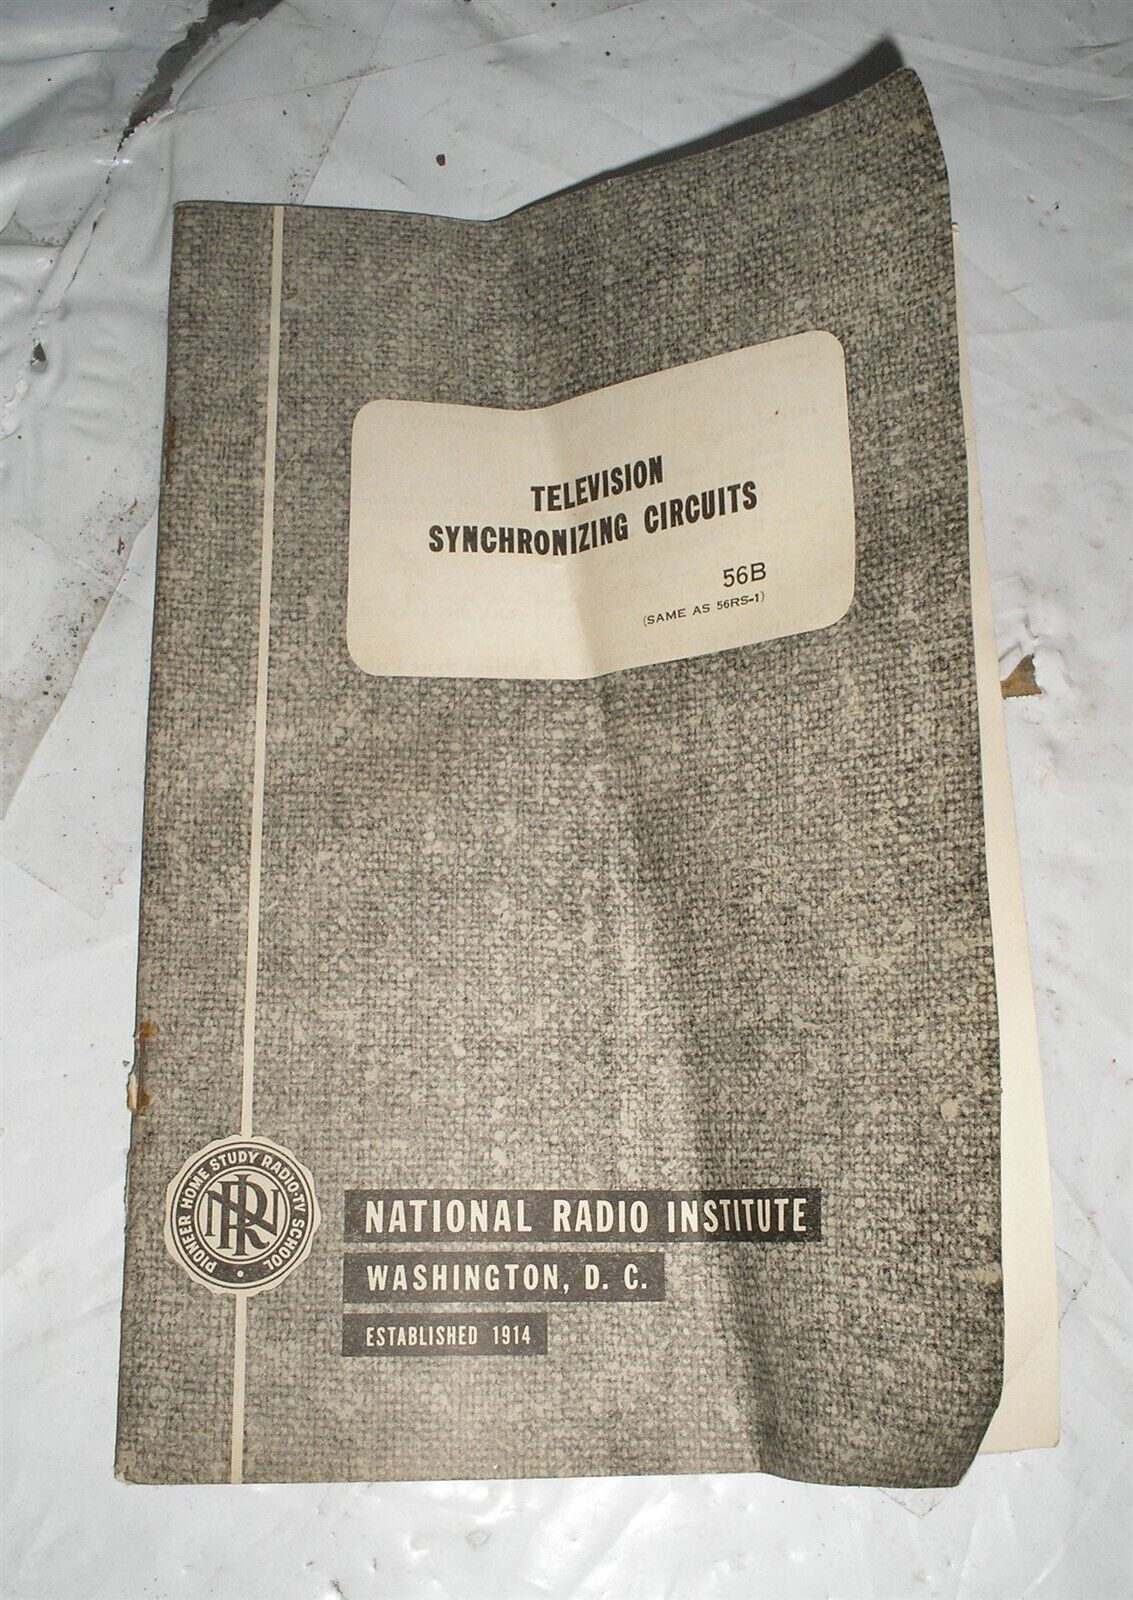 TELEVISION
SYNCHRONIZING CIRCUITS
56B
(SAME AS 56RS-1)
PIONEER HOME STUDY RADIO-TV SCHOOL
NRI
NATIONAL RADIO INSTITUTE
WASHINGTON, D. C.
ESTABLISHED 1914